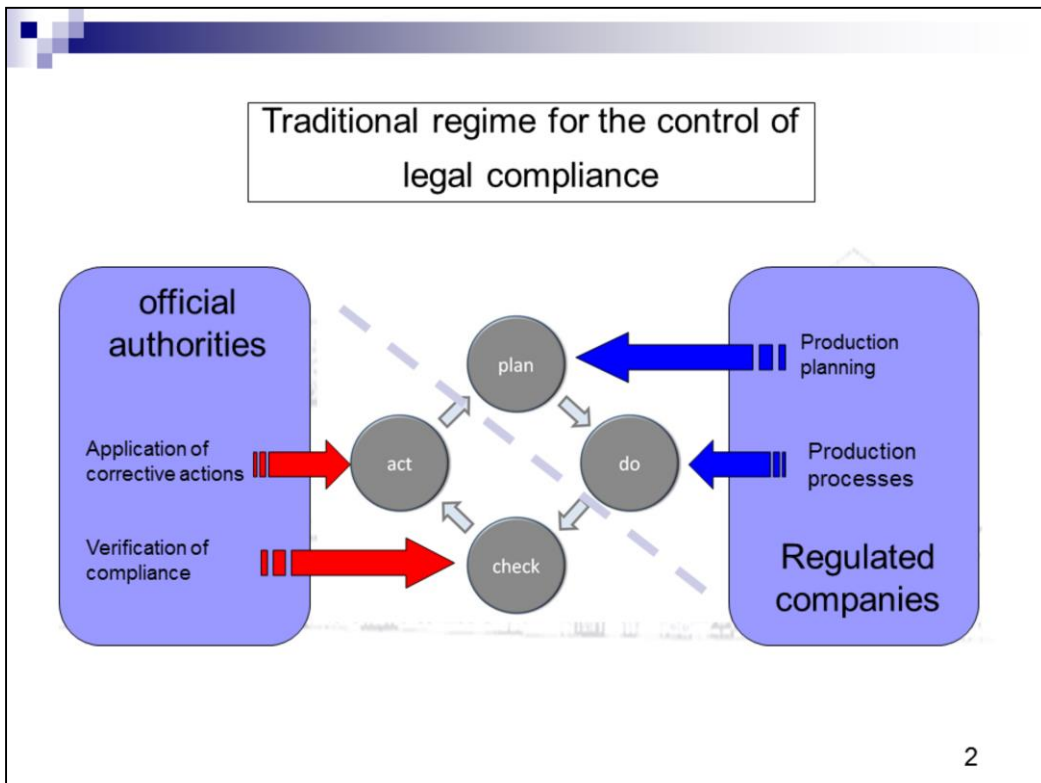 Traditional regime for the control of
legal compliance
official
authorities
Application of
corrective actions
Verification of
compliance
plan
act
do
check
Production
planning
Production
processes
Regulated
companies
2